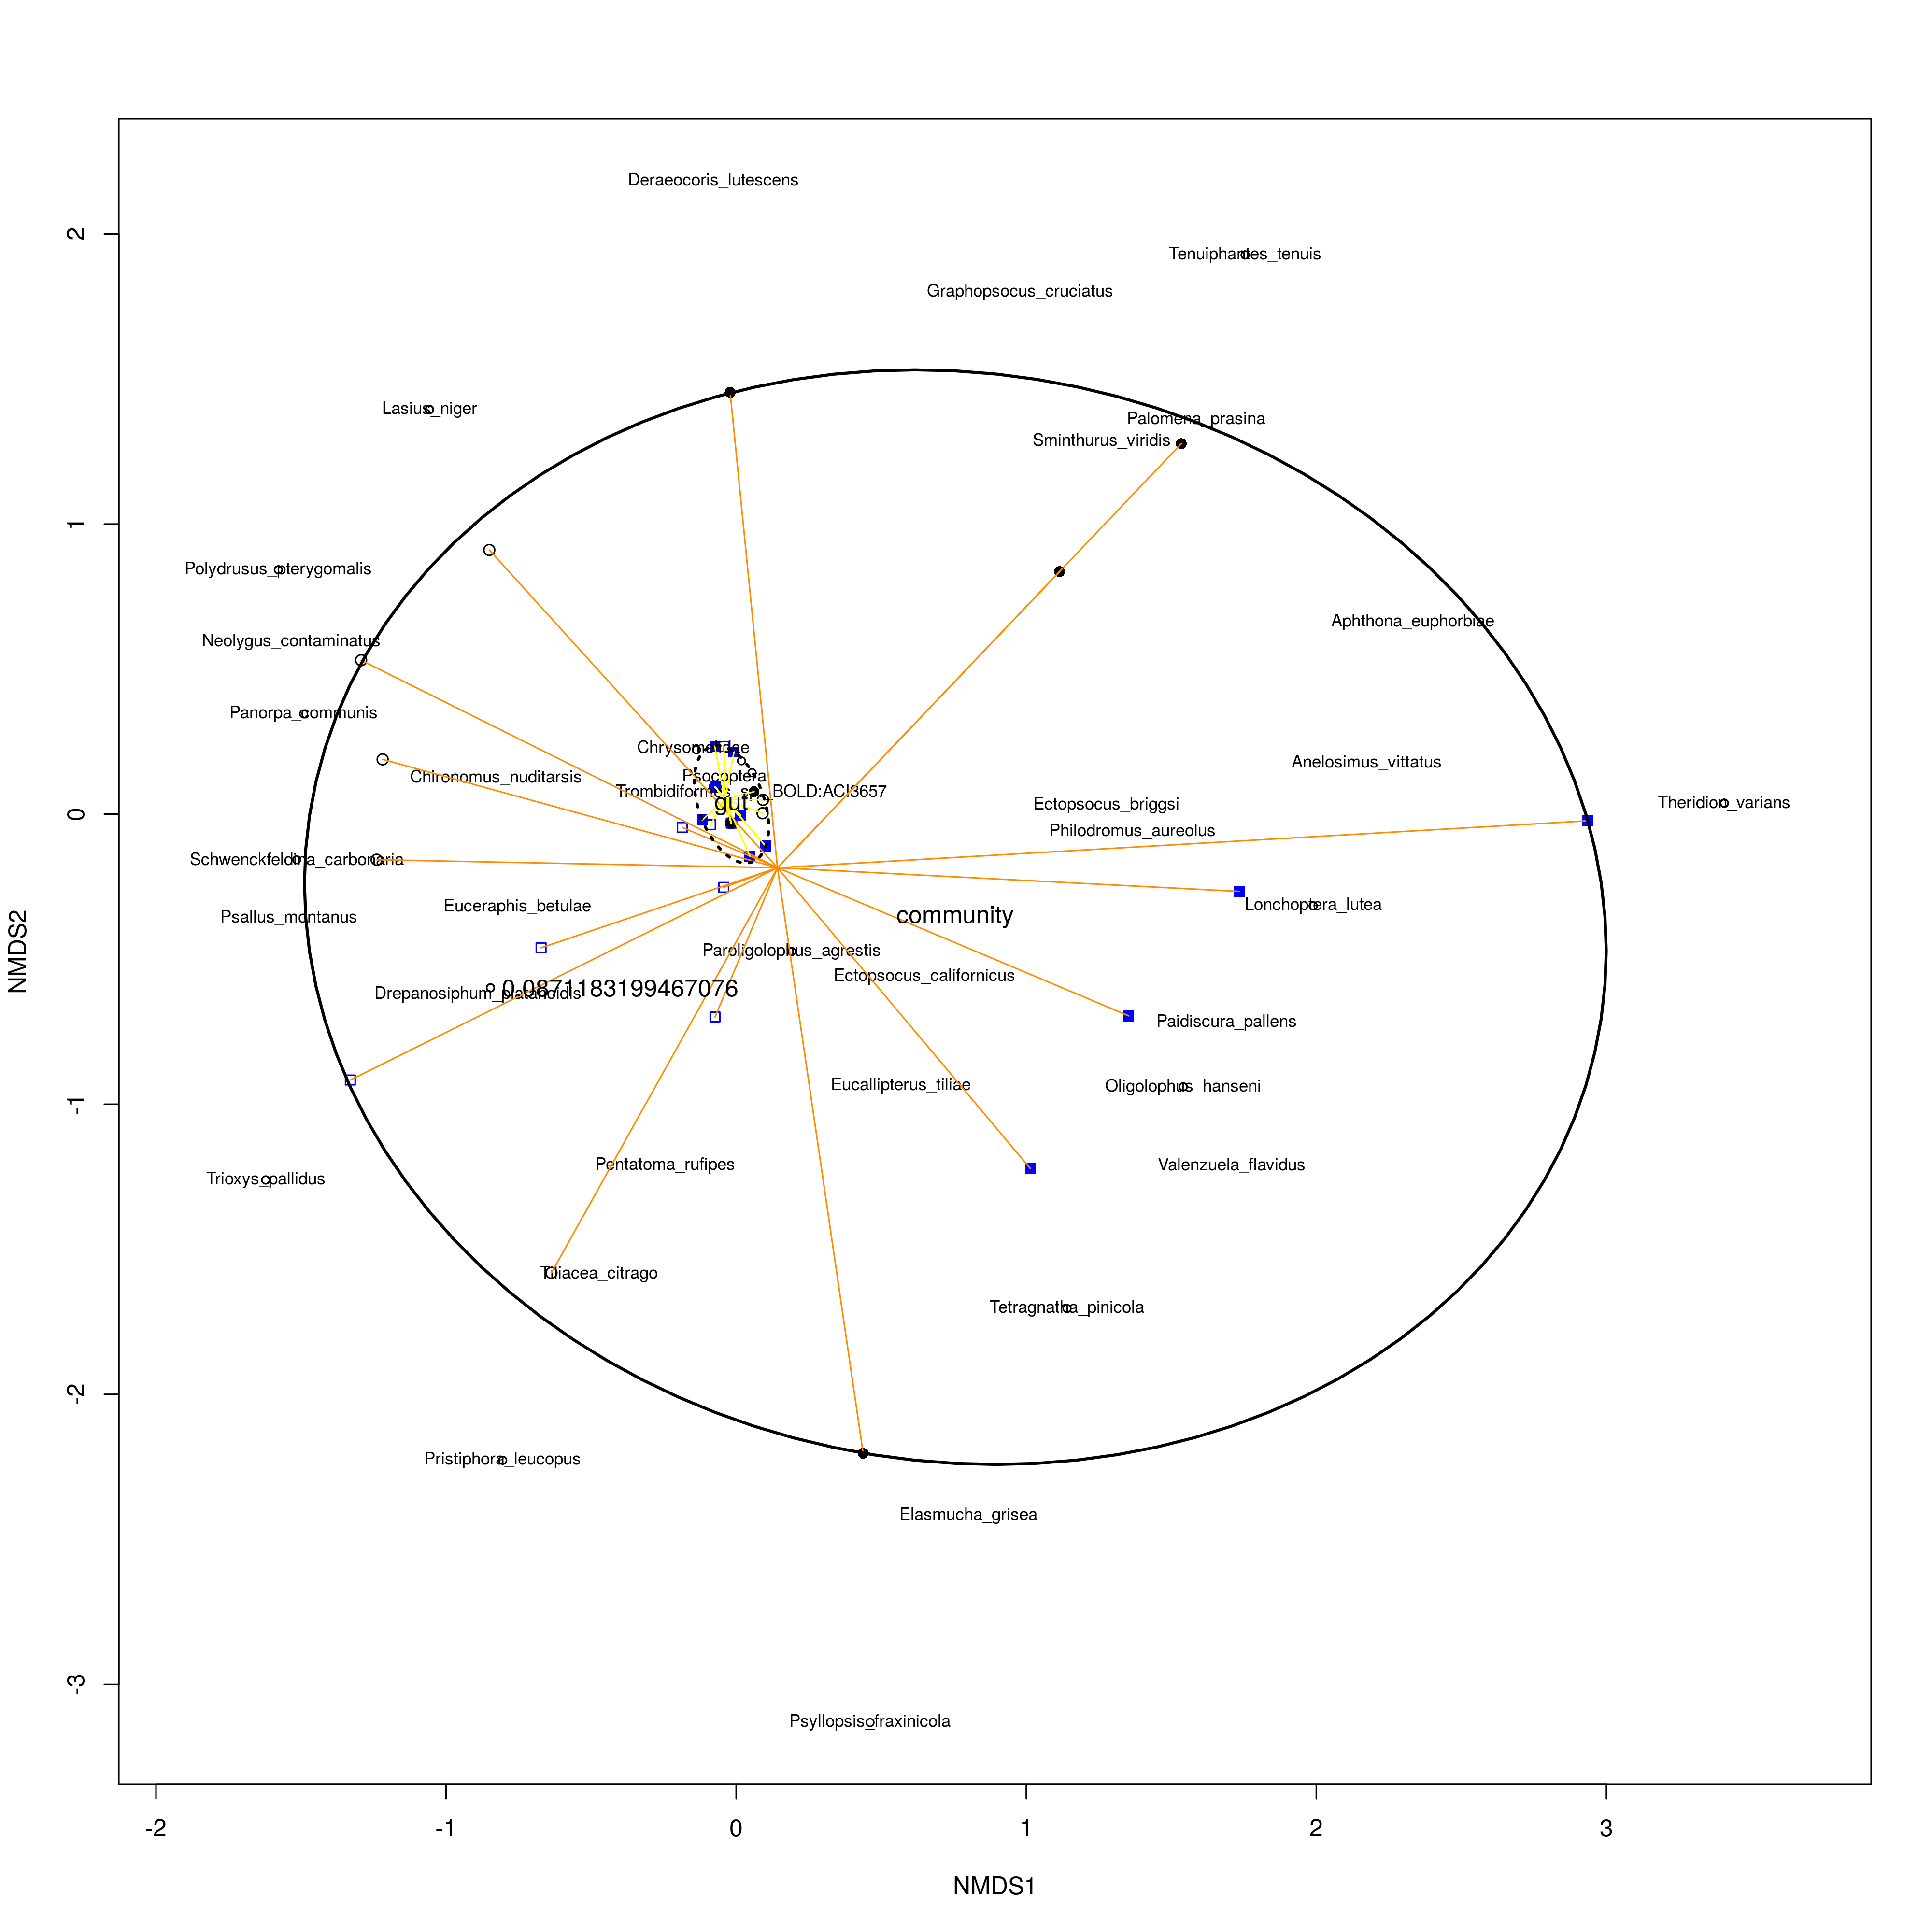 Deraeocoris_lutescens
2
Tenuiphantes_tenuis
Graphopsocus_cruciatus
Lasius_niger
Palomena_prasina
Sminthurus_viridis
1
Polydrusus_pterygomalis
Aphthona_euphorbiae
Neolygus_contaminatus
Panorpa_communis
Chrysomelidae
Anelosimus_vittatus
Chironomus_nuditarsis
Psocoptera
Trombidiformes_sp._BOLD:ACI3657
gut
Ectopsocus_briggsi
Theridion_varians
0
Philodromus_aureolus
Schwenckfeldina_carbonaria
Euceraphis_betulae
Lonchoptera_lutea
Psallus_montanus
community
Paroligolophus_agrestis
NMDS2
Ectopsocus_californicus
0.0871183199467076
Drepanosiphum_platanoidis
Paidiscura_pallens
Eucallipterus_tiliae
Oligolophus_hanseni
-1
Pentatoma_rufipes
Valenzuela_flavidus
Trioxys_pallidus
Tiliacea_citrago
Tetragnatha_pinicola
-2
Pristiphora_leucopus
Elasmucha_grisea
-3
Psyllopsis_fraxinicola
-2 -1 0 1 2 3
NMDS1